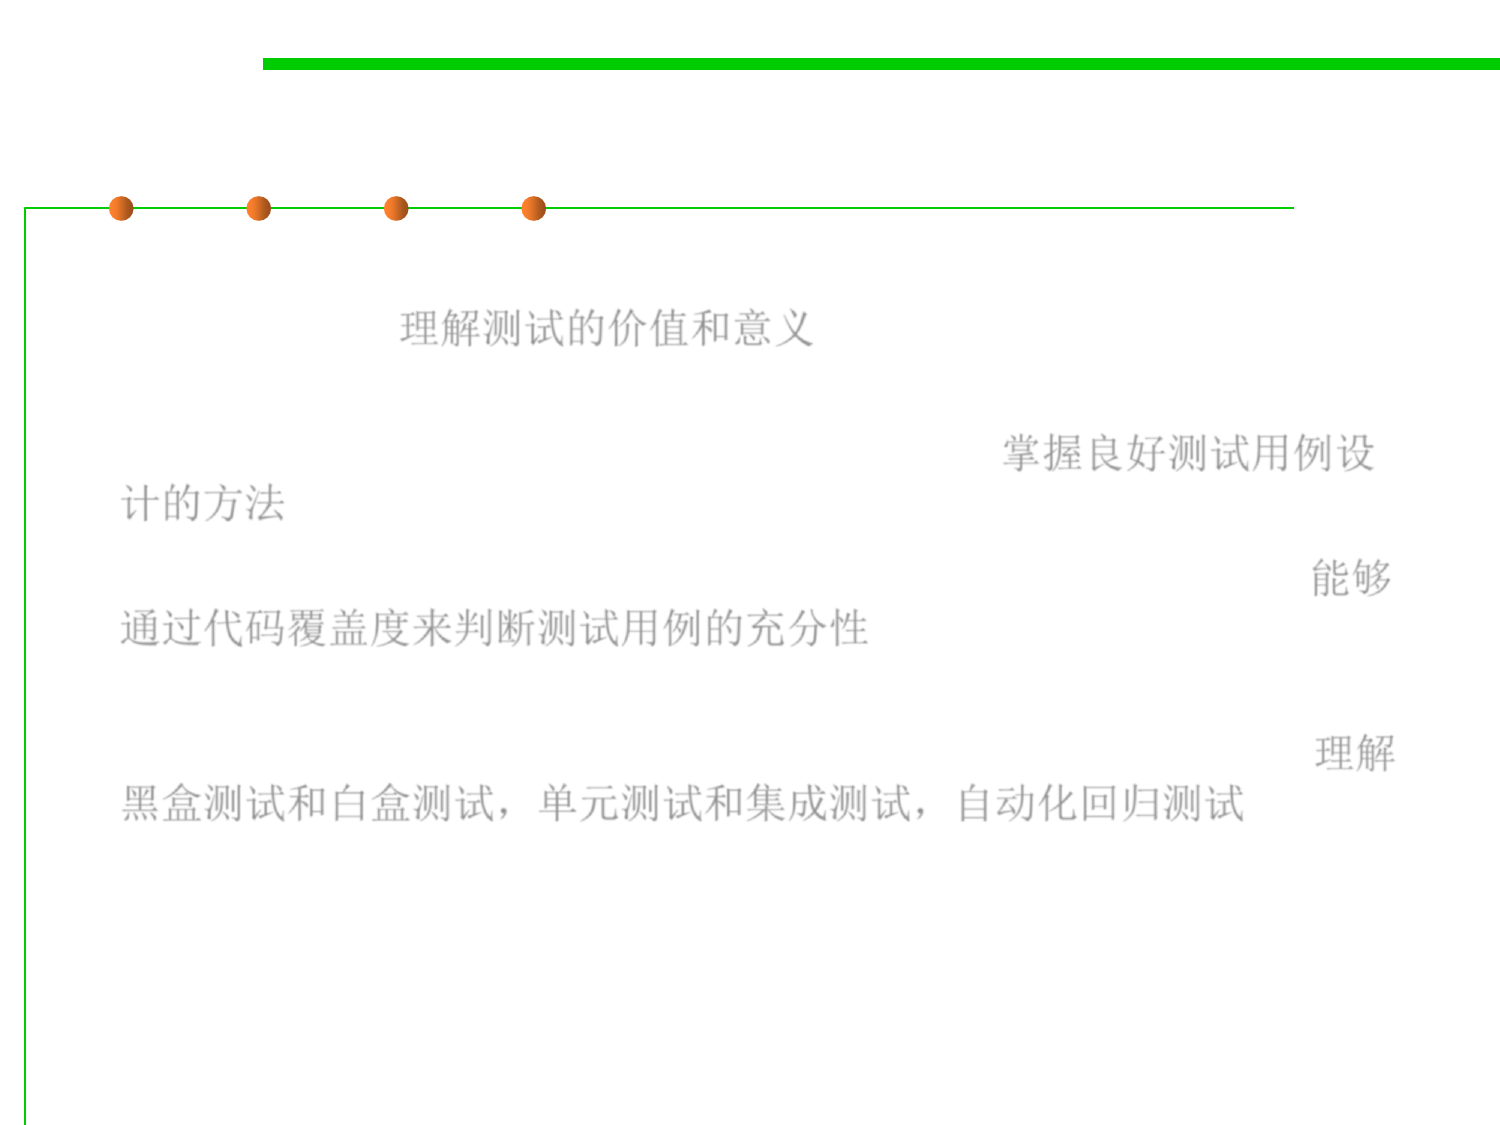 理解测试的价值和意义
掌握良好测试用例设
计的方法
能够
通过代码覆盖度来判断测试用例的充分性
理解
黑盒测试和白盒测试，单元测试和集成测试，自动化回归测试